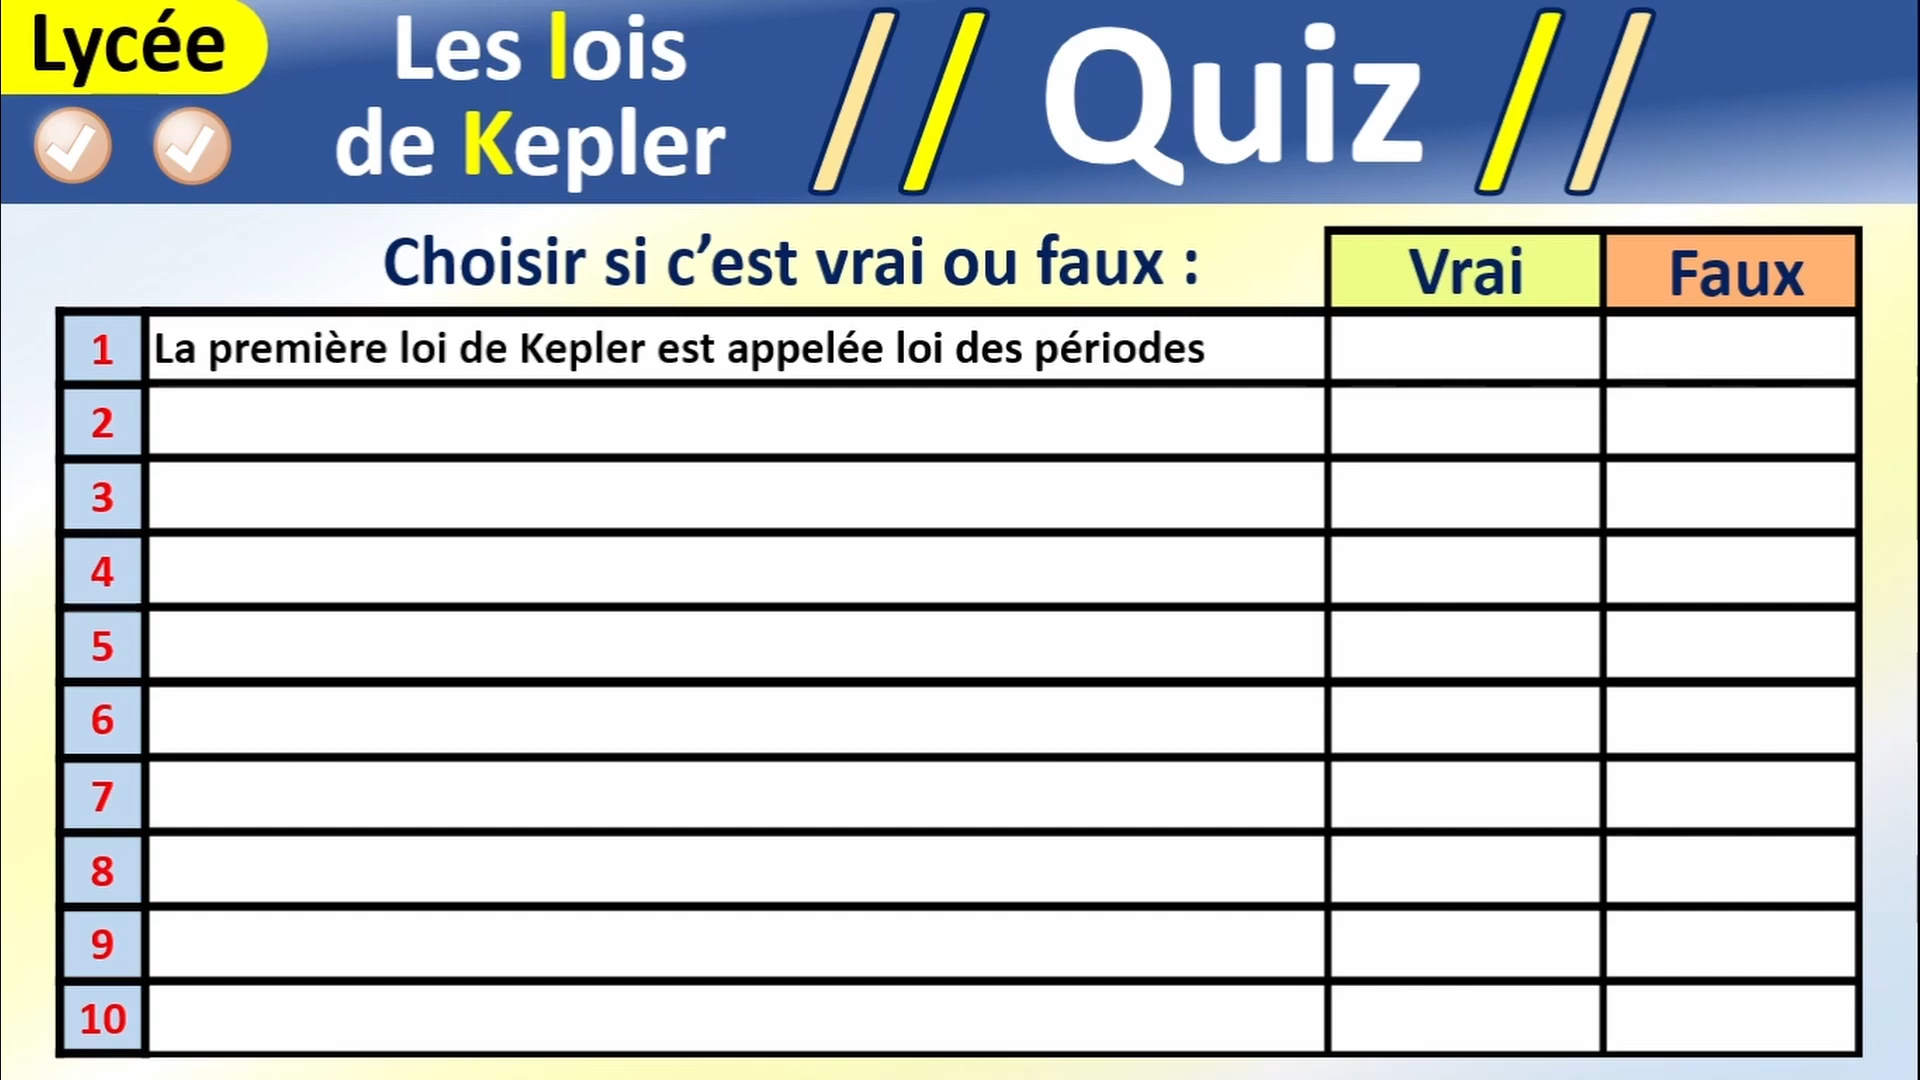 Lycée
Les lois
de Kepler
Quiz
Choisir si c’est vrai ou faux :
Vrai
Faux
1
La première loi de Kepler est appelée loi des périodes
2
3
4
5
6
7
8
9
10